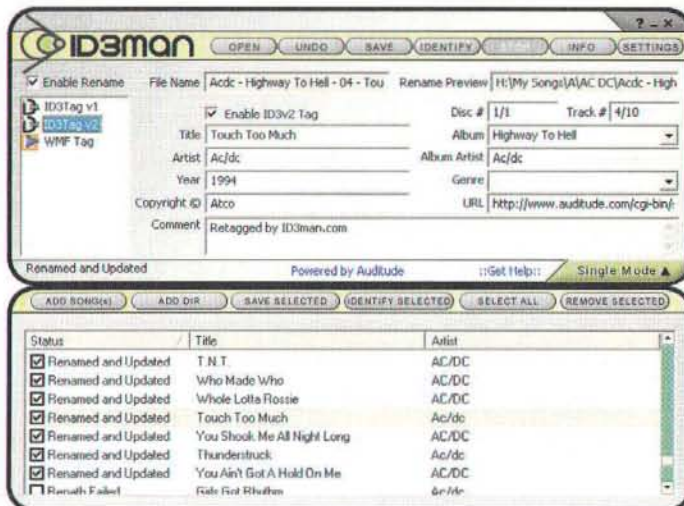 ? - X
ID3man OPEN UNDO SAVE IDENTIFY INFO SETTINGS
Enable Rename File Name Acdc - Highway To Hell - 04 - Tou Rename Preview H:\My Songs\A\AC DC\Acdc - High
ID3Tag v1 Enable ID3v2 Tag Disc # 1/1 Track # 4/10
ID3Tag v2 Title Touch Too Much Album Highway To Hell
WMF Tag Artist Ac/dc Album Artist Ac/dc
Year 1994 Genre
Copyright © Atco URL http://www.auditude.com/cgi-bin/
Comment Retagged by ID3man.com
Renamed and Updated Powered by Auditude ::Get Help:: Single Mode ▲
ADD SONG(s) ADD DIR SAVE SELECTED IDENTIFY SELECTED SELECT ALL REMOVE SELECTED
Status Title Artist
Renamed and Updated T.N.T. AC/DC
Renamed and Updated Who Made Who AC/DC
Renamed and Updated Whole Lotta Rossie AC/DC
Renamed and Updated Touch Too Much Ac/dc
Renamed and Updated You Shook Me All Night Long AC/DC
Renamed and Updated Thunderstruck Ac/dc
Renamed and Updated You Ain't Got A Hold On Me AC/DC
Repath Failed Girls Got Rhythm Ac/dc